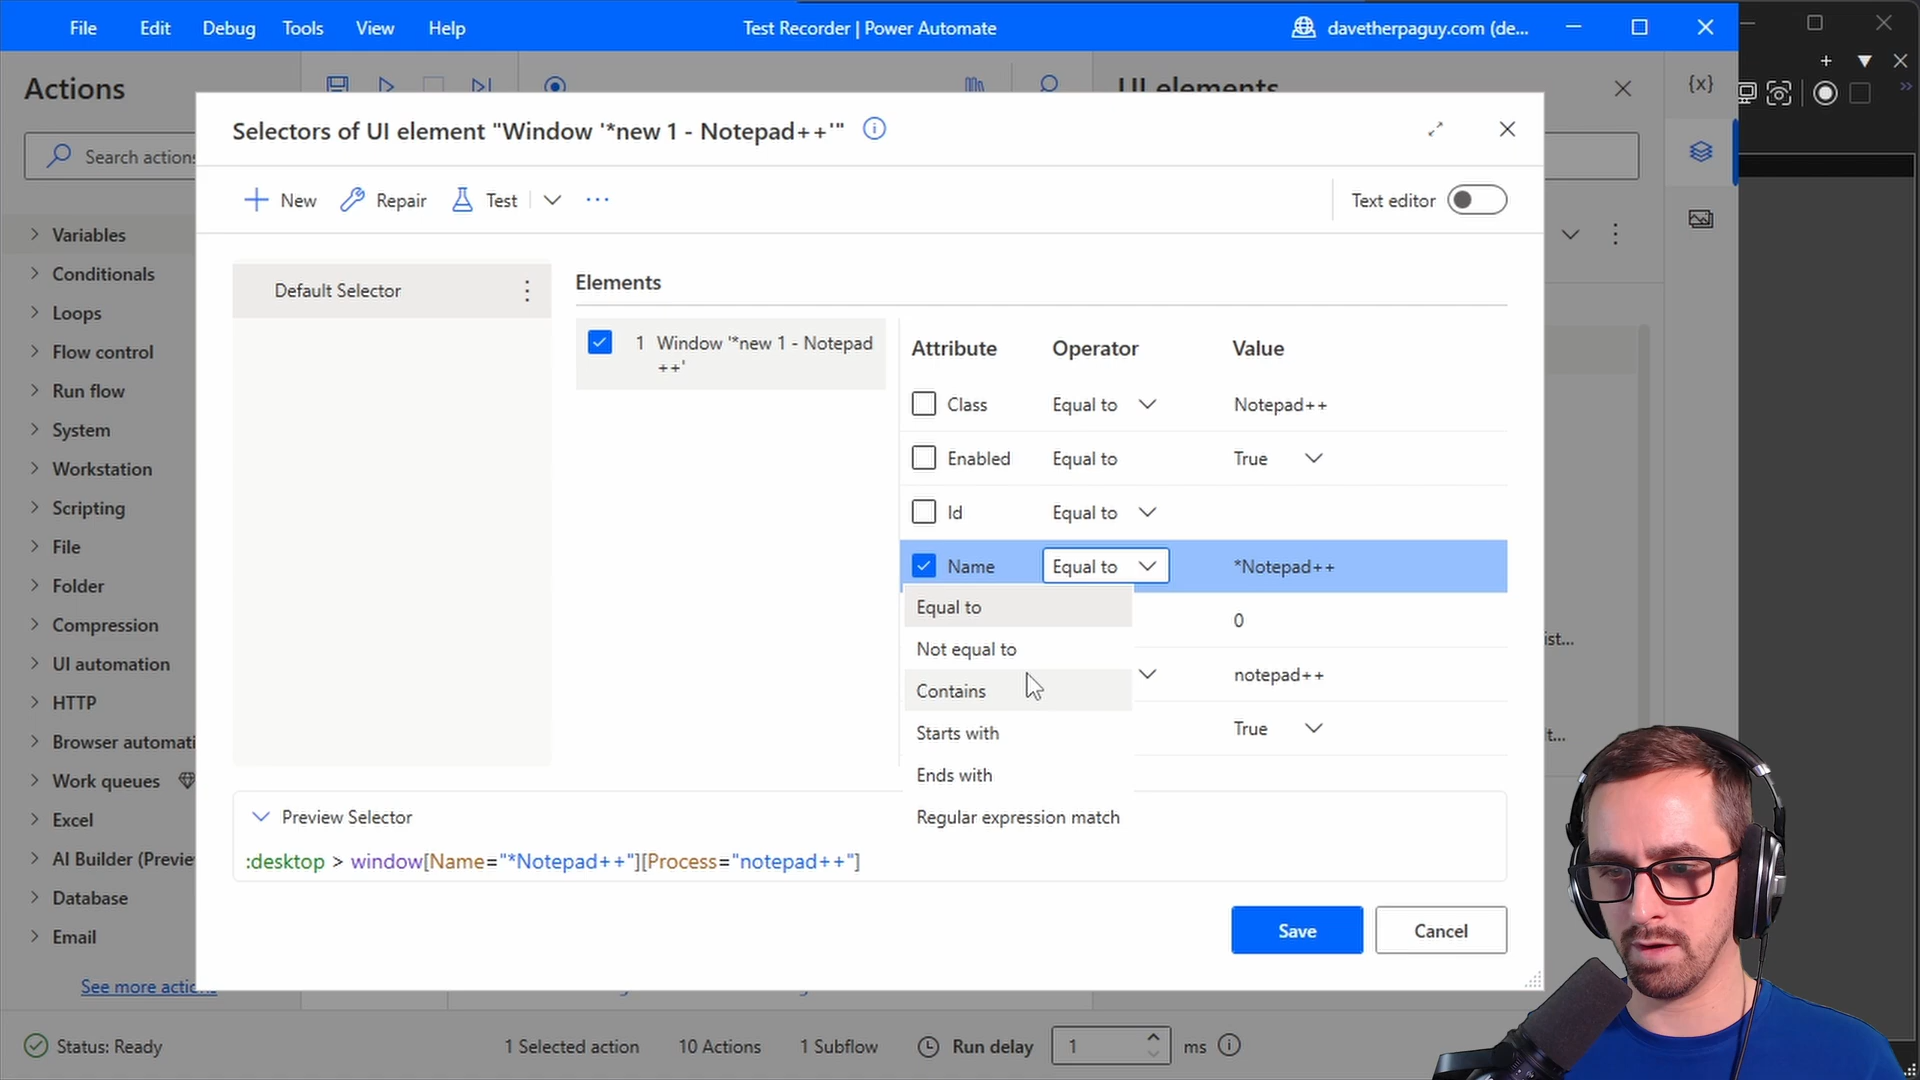 File Edit Debug Tools View Help
Test Recorder | Power Automate
davetherpaguy.com (de...
Actions
UI elements
{x}
Search actions
Selectors of UI element "Window '*new 1 - Notepad++'"
New Repair Test
Text editor
Variables
Conditionals
Loops
Flow control
Run flow
System
Workstation
Scripting
File
Folder
Compression
UI automation
HTTP
Browser automati
Work queues
Excel
AI Builder (Previe
Database
Email
See more actio
Default Selector
Elements
1 Window '*new 1 - Notepad
++'
Attribute Operator Value
Class Equal to Notepad++
Enabled Equal to True
Id Equal to
Name Equal to *Notepad++
Equal to
0
Not equal to
Contains
notepad++
Starts with
True
Ends with
Regular expression match
ist...
t...
Preview Selector
:desktop > window[Name="*Notepad++"][Process="notepad++"]
Save Cancel
Status: Ready
1 Selected action
10 Actions
1 Subflow
Run delay
1
ms